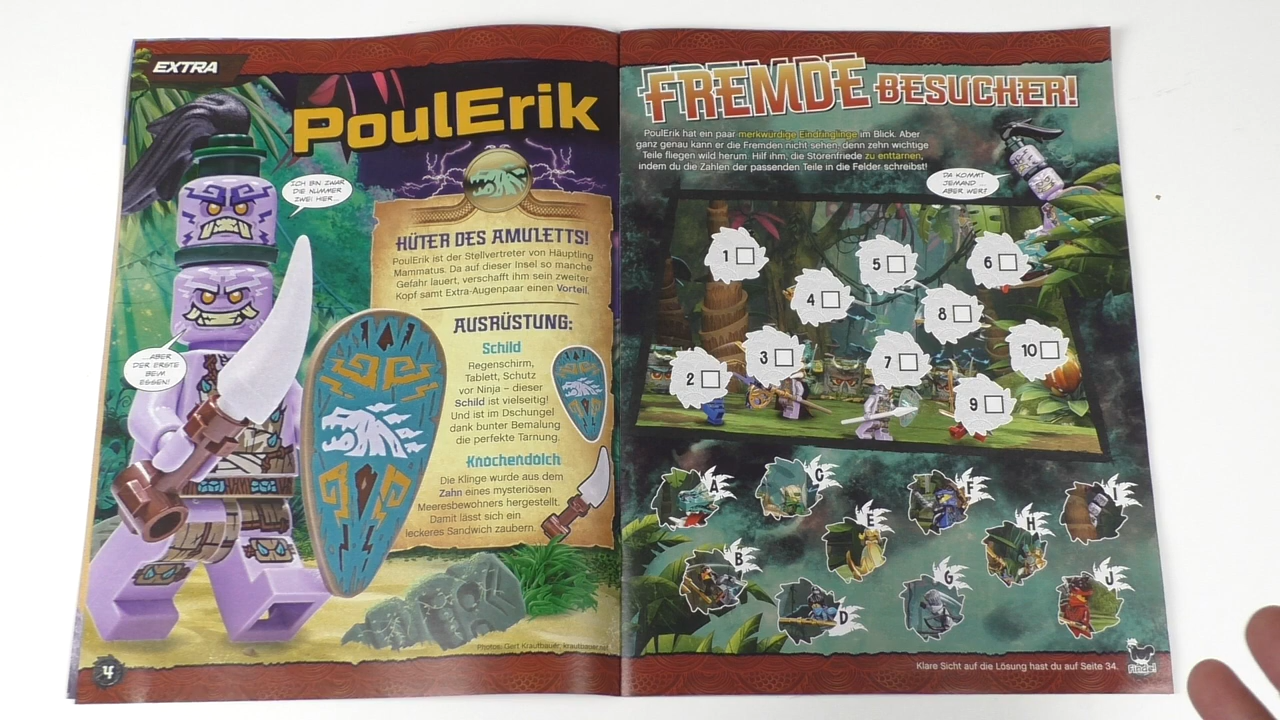 EXTRA
PoulErik
ICH BIN ZWAR
DIE NUMMER
ZWEI HIER...
HÜTER DES AMULETTS!
PoulErik ist der Stellvertreter von Häuptling
Mammatus. Da auf dieser Insel so manche
Gefahr lauert, verschafft ihm sein zweiter
Kopf samt Extra-Augenpaar einen Vorteil.
AUSRÜSTUNG:
Schild
Regenschirm,
Tablett, Schutz
vor Ninja – dieser
Schild ist vielseitig!
Und ist im Dschungel
dank bunter Bemalung
die perfekte Tarnung.
...ABER
DER ERSTE
BEIM
ESSEN!
Knochendolch
Die Klinge wurde aus dem
Zahn eines mysteriösen
Meeresbewohners hergestellt.
Damit lässt sich ein
leckeres Sandwich zaubern.
Photos: Gert Krautbauer, krautbauer.net
4
FREMDE BESUCHER!
PoulErik hat ein paar merkwürdige Eindringlinge im Blick. Aber
ganz genau kann er die Fremden nicht sehen, denn zehn wichtige
Teile fliegen wild herum. Hilf ihm, die Störenfriede zu enttarnen,
indem du die Zahlen der passenden Teile in die Felder schreibst!
DA KOMMT
JEMAND ...
ABER WER?
1
5
6
4
8
3
7
10
2
9
A
C
F
I
E
H
B
D
G
J
Klare Sicht auf die Lösung hast du auf Seite 34.
Finde!